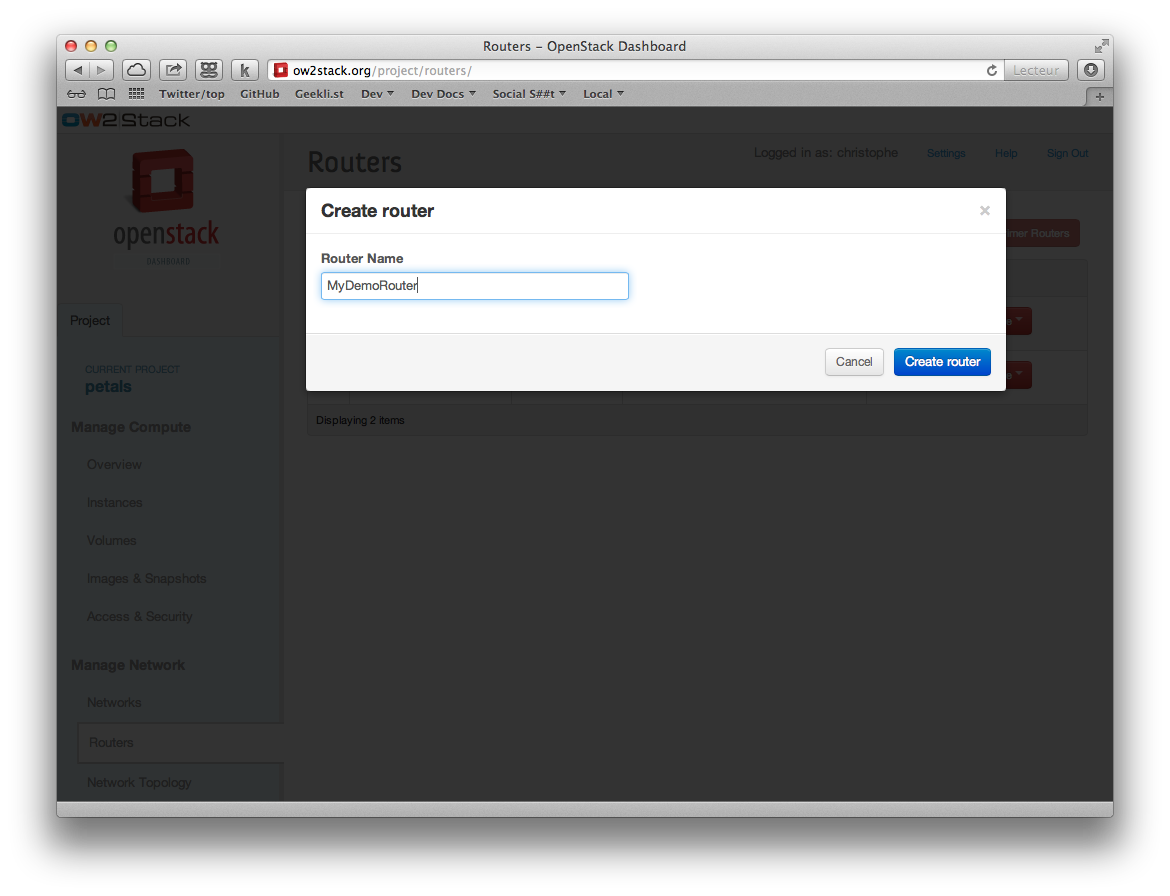 Routers – OpenStack Dashboard
ow2stack.org/project/routers/
Lecteur
Twitter/top GitHub Geekli.st Dev Dev Docs Social S##t Local
OW2Stack
openstack
DASHBOARD
Routers
Logged in as: christophe Settings Help Sign Out
Create router
Routers
Router Name
MyDemoRouter
Cancel Create router
Displaying 2 items
Project
CURRENT PROJECT
petals
Manage Compute
Overview
Instances
Volumes
Images & Snapshots
Access & Security
Manage Network
Networks
Routers
Network Topology